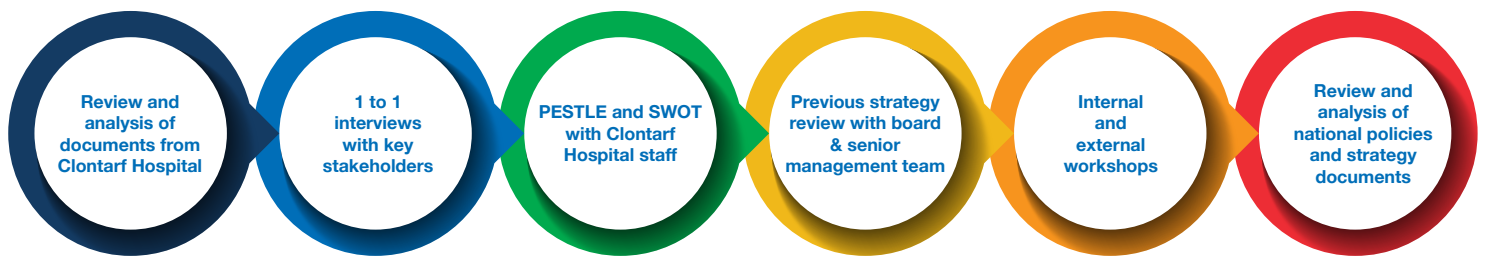 Review and
analysis of
documents from
Clontarf Hospital
1 to 1
interviews
with key
stakeholders
PESTLE and SWOT
with Clontarf
Hospital staff
Previous strategy
review with board
& senior
management team
Internal
and
external
workshops
Review and
analysis of
national policies
and strategy
documents